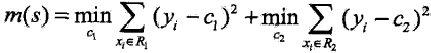 m(s) = min_{c_1} ∑_{x_i∈R_1} (y_i − c_1)² + min_{c_2} ∑_{x_i∈R_2} (y_i − c_2)²